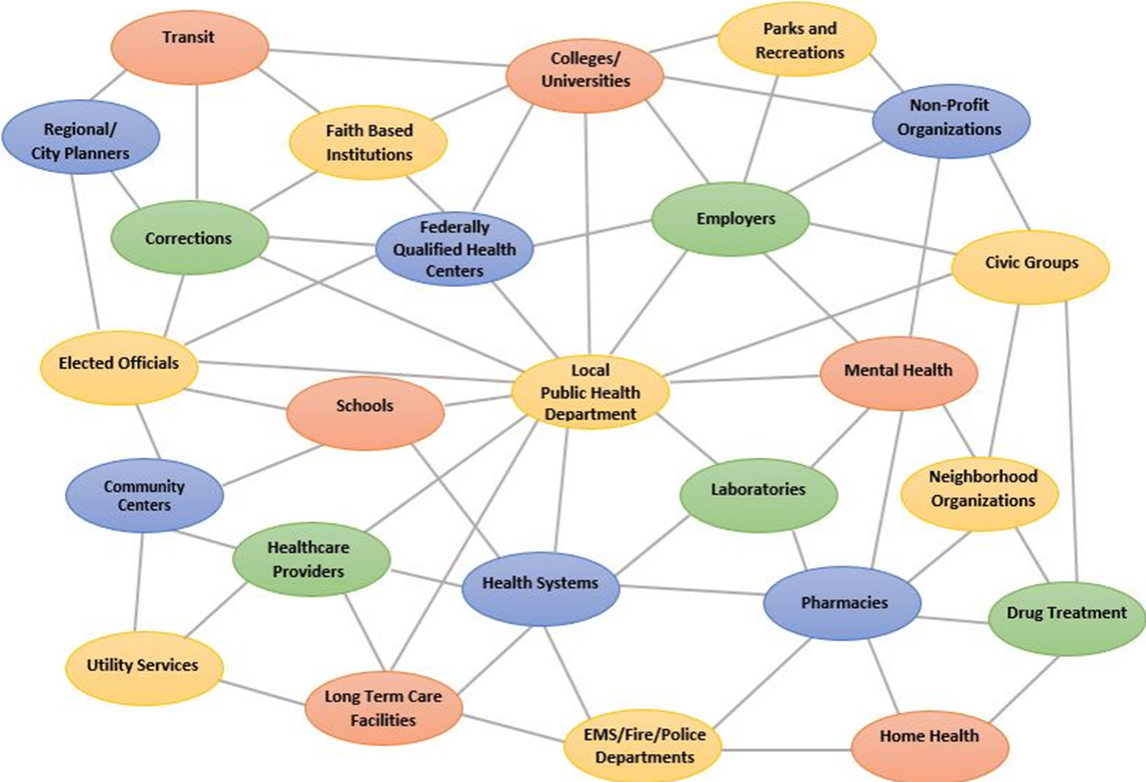 Transit
Colleges/
Universities
Parks and
Recreations
Regional/
City Planners
Faith Based
Institutions
Non-Profit
Organizations
Corrections
Federally
Qualified Health
Centers
Employers
Civic Groups
Elected Officials
Schools
Local
Public Health
Department
Mental Health
Community
Centers
Laboratories
Neighborhood
Organizations
Healthcare
Providers
Health Systems
Pharmacies
Drug Treatment
Utility Services
Long Term Care
Facilities
EMS/Fire/Police
Departments
Home Health